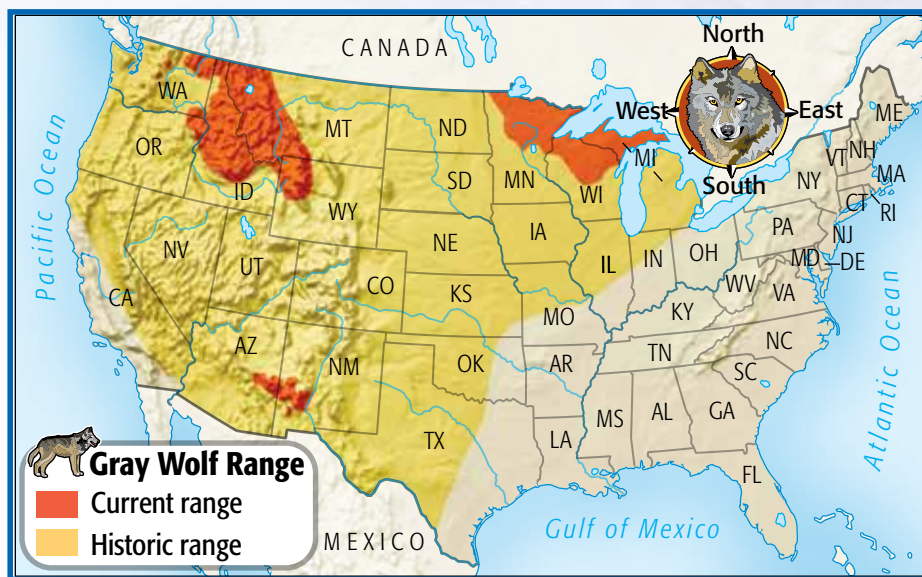 CANADA
North
West
East
South
Pacific Ocean
WA
MT
ND
ME
OR
ID
SD
MN
MI
WI
VT
NH
NY
MA
CT
RI
WY
NE
IA
PA
NJ
NV
UT
CO
IL
IN
OH
MD
DE
WV
VA
CA
KS
MO
KY
AZ
NM
OK
AR
TN
NC
SC
TX
LA
MS
AL
GA
FL
Atlantic Ocean
Gulf of Mexico
MEXICO
Gray Wolf Range
Current range
Historic range